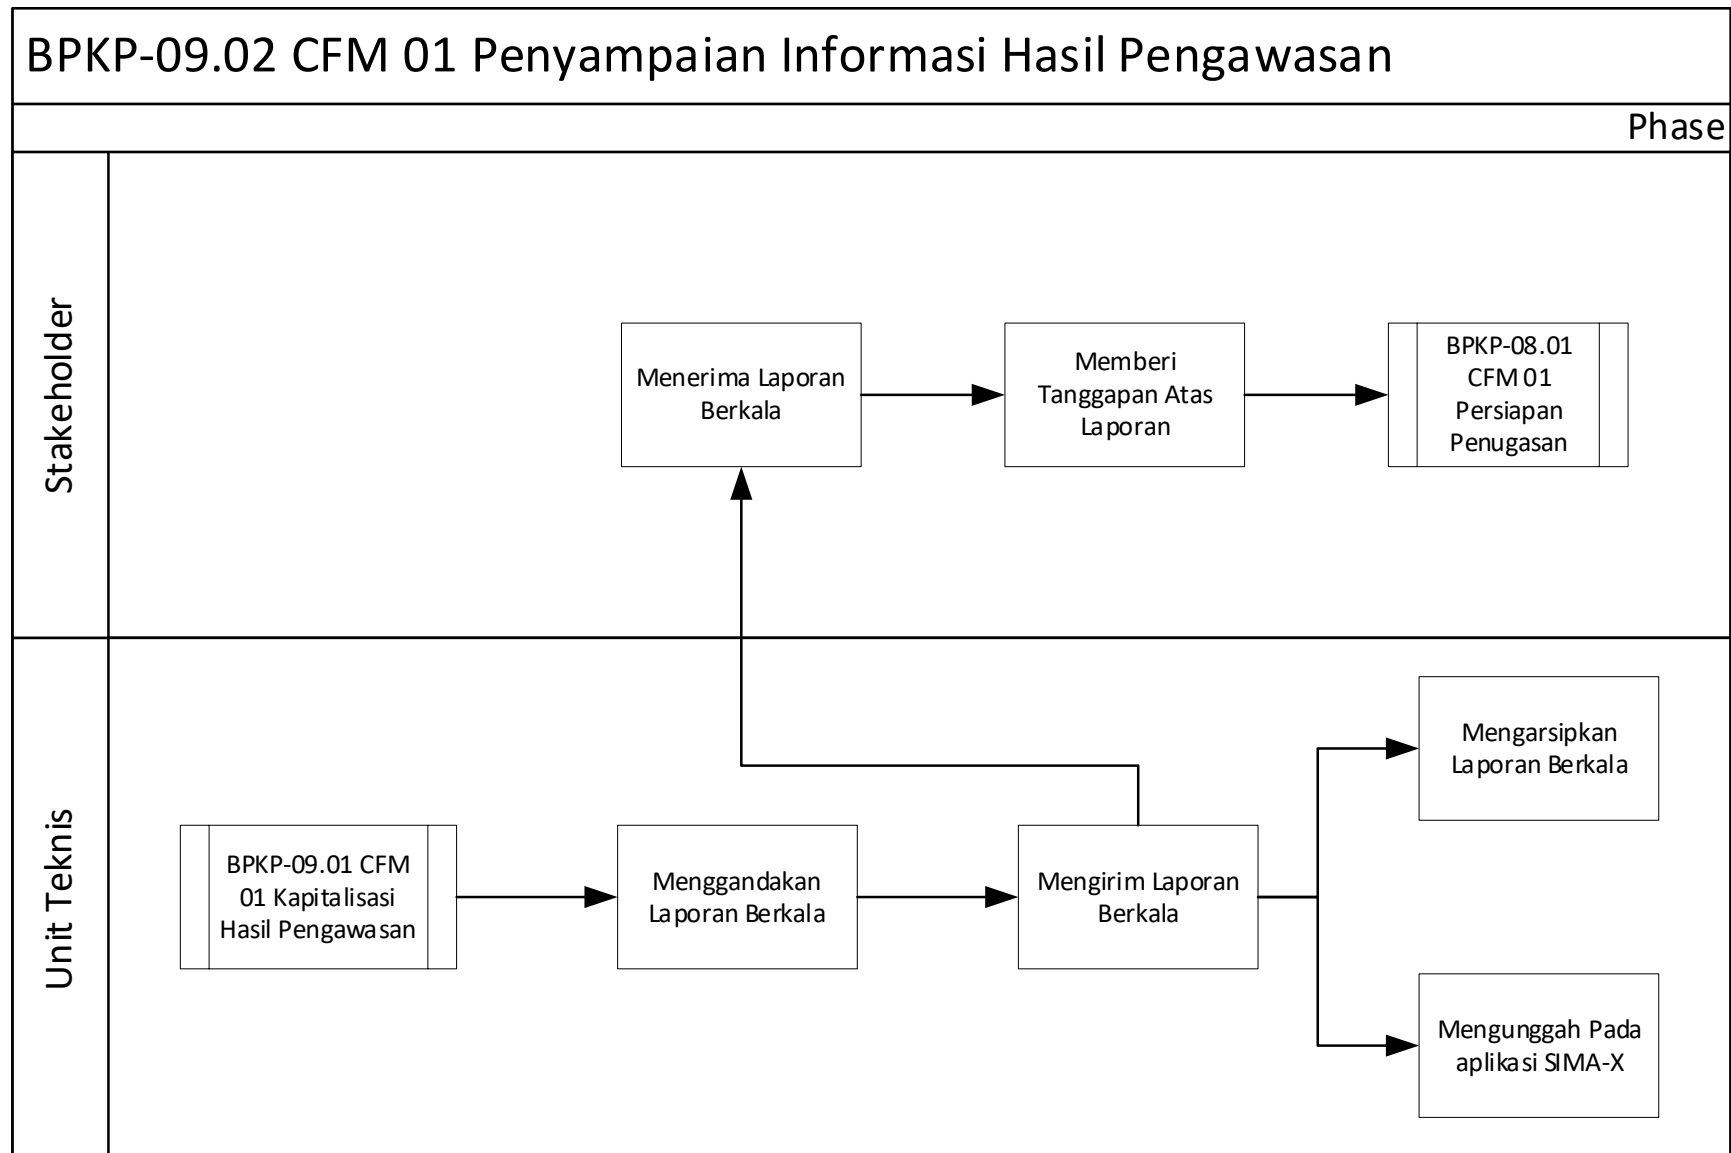 BPKP-09.02 CFM 01 Penyampaian Informasi Hasil Pengawasan
Phase
Stakeholder
Menerima Laporan
Berkala
Memberi
Tanggapan Atas
Laporan
BPKP-08.01
CFM 01
Persiapan
Penugasan
Unit Teknis
BPKP-09.01 CFM
01 Kapitalisasi
Hasil Pengawasan
Menggandakan
Laporan Berkala
Mengirim Laporan
Berkala
Mengarsipkan
Laporan Berkala
Mengunggah Pada
aplikasi SIMA-X